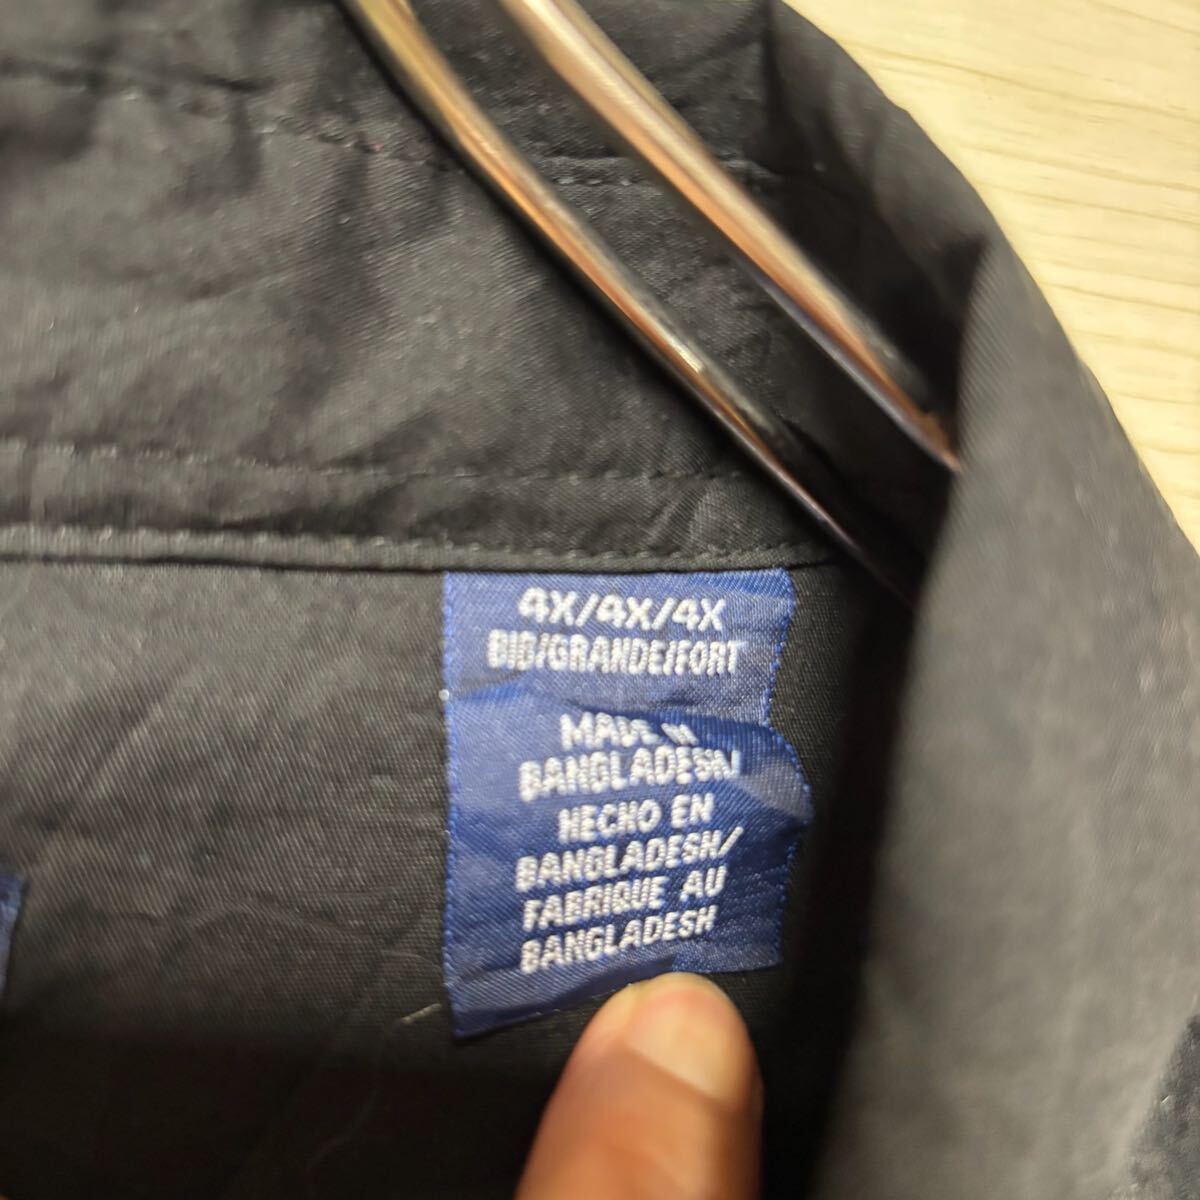 4X/4X/4X
BIG/GRANDE/FORT
MADE IN
BANGLADESH
HECHO EN
BANGLADESH/
FABRIQUE AU
BANGLADESH